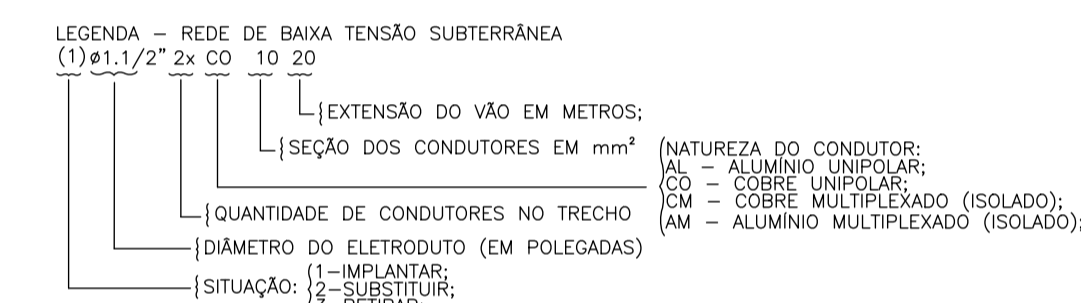 LEGENDA – REDE DE BAIXA TENSÃO SUBTERRÂNEA
(1)ø1.1/2" 2x CO 10 20
EXTENSÃO DO VÃO EM METROS;
SEÇÃO DOS CONDUTORES EM mm²
NATUREZA DO CONDUTOR:
AL – ALUMÍNIO UNIPOLAR;
CO – COBRE UNIPOLAR;
CM – COBRE MULTIPLEXADO (ISOLADO);
AM – ALUMÍNIO MULTIPLEXADO (ISOLADO);
QUANTIDADE DE CONDUTORES NO TRECHO
DIÂMETRO DO ELETRODUTO (EM POLEGADAS)
SITUAÇÃO:
1–IMPLANTAR;
2–SUBSTITUIR;